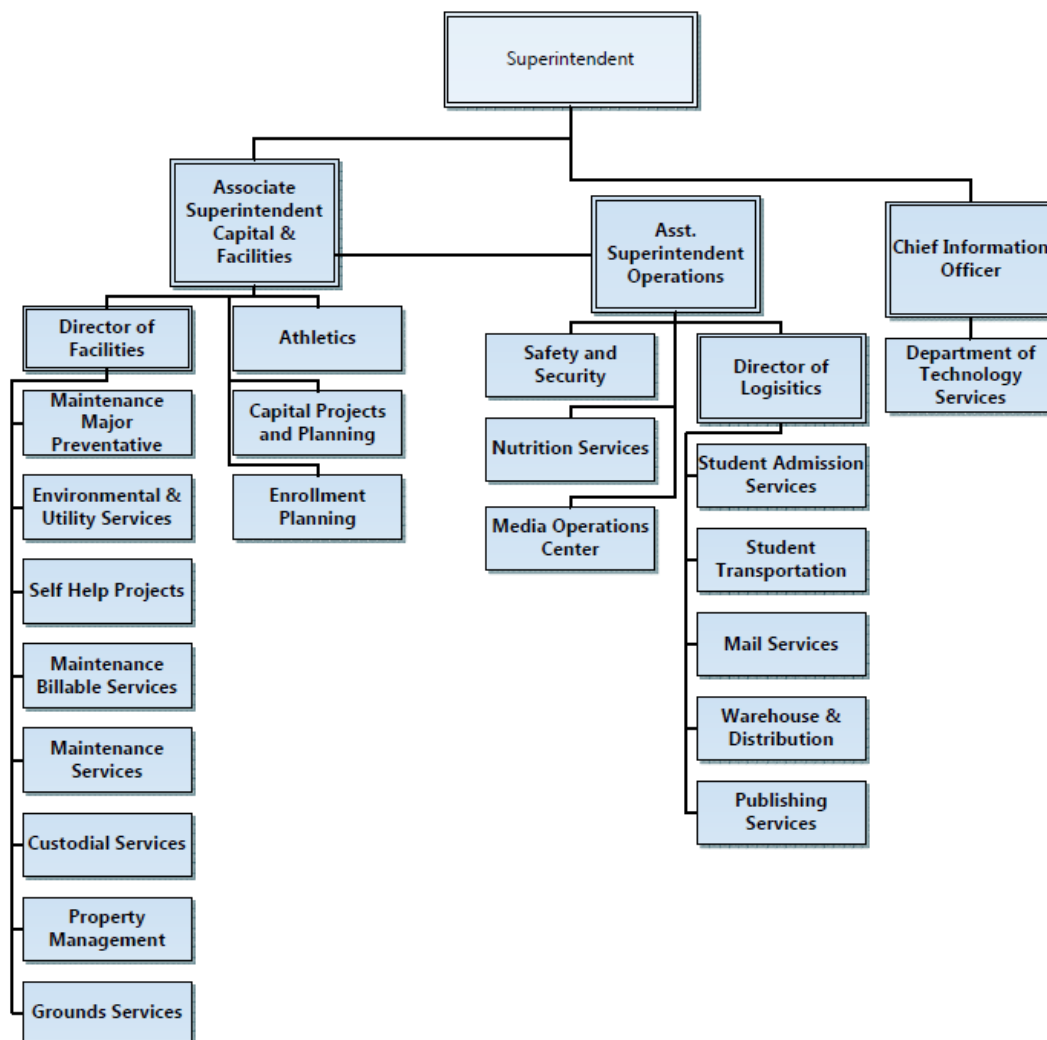 Superintendent
Associate
Superintendent
Capital &
Facilities
Asst.
Superintendent
Operations
Chief Information
Officer
Director of
Facilities
Athletics
Safety and
Security
Director of
Logisitics
Department of
Technology
Services
Maintenance
Major
Preventative
Capital Projects
and Planning
Nutrition Services
Student Admission
Services
Environmental &
Utility Services
Enrollment
Planning
Media Operations
Center
Student
Transportation
Self Help Projects
Mail Services
Maintenance
Billable Services
Warehouse &
Distribution
Maintenance
Services
Publishing
Services
Custodial Services
Property
Management
Grounds Services